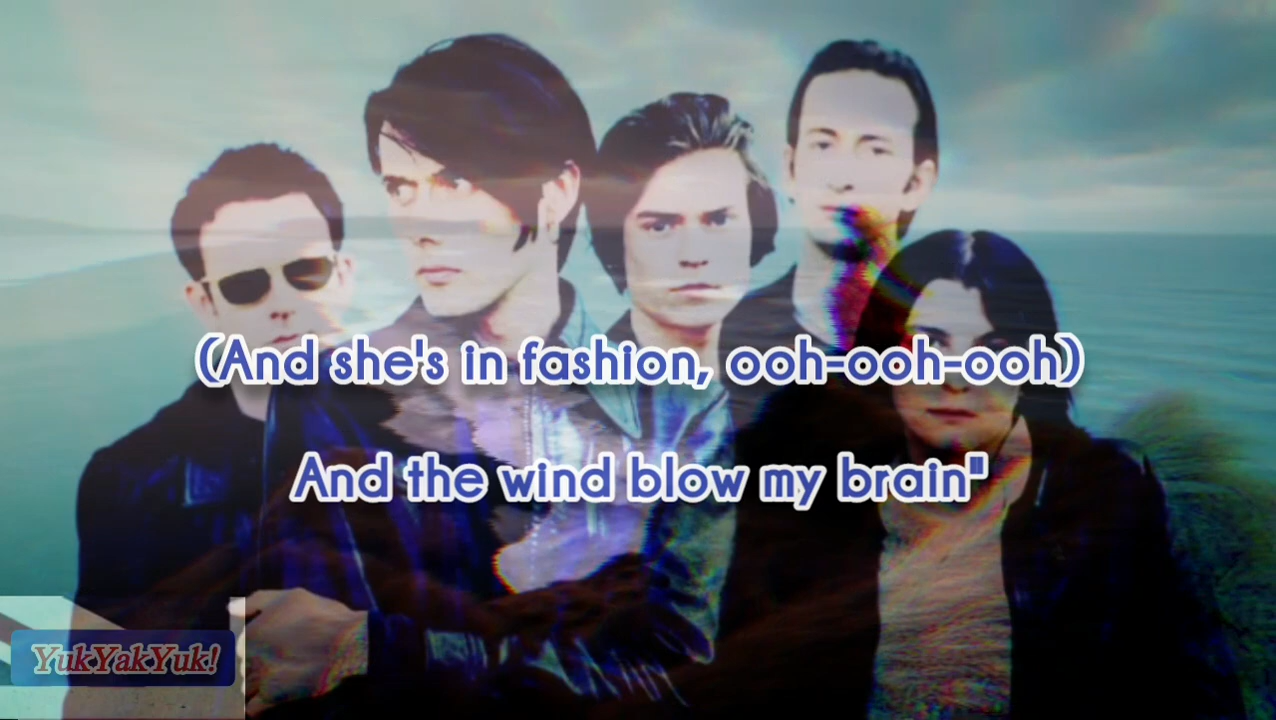 (And she's in fashion, ooh-ooh-ooh)
And the wind blow my brain"
YukYakYuk!